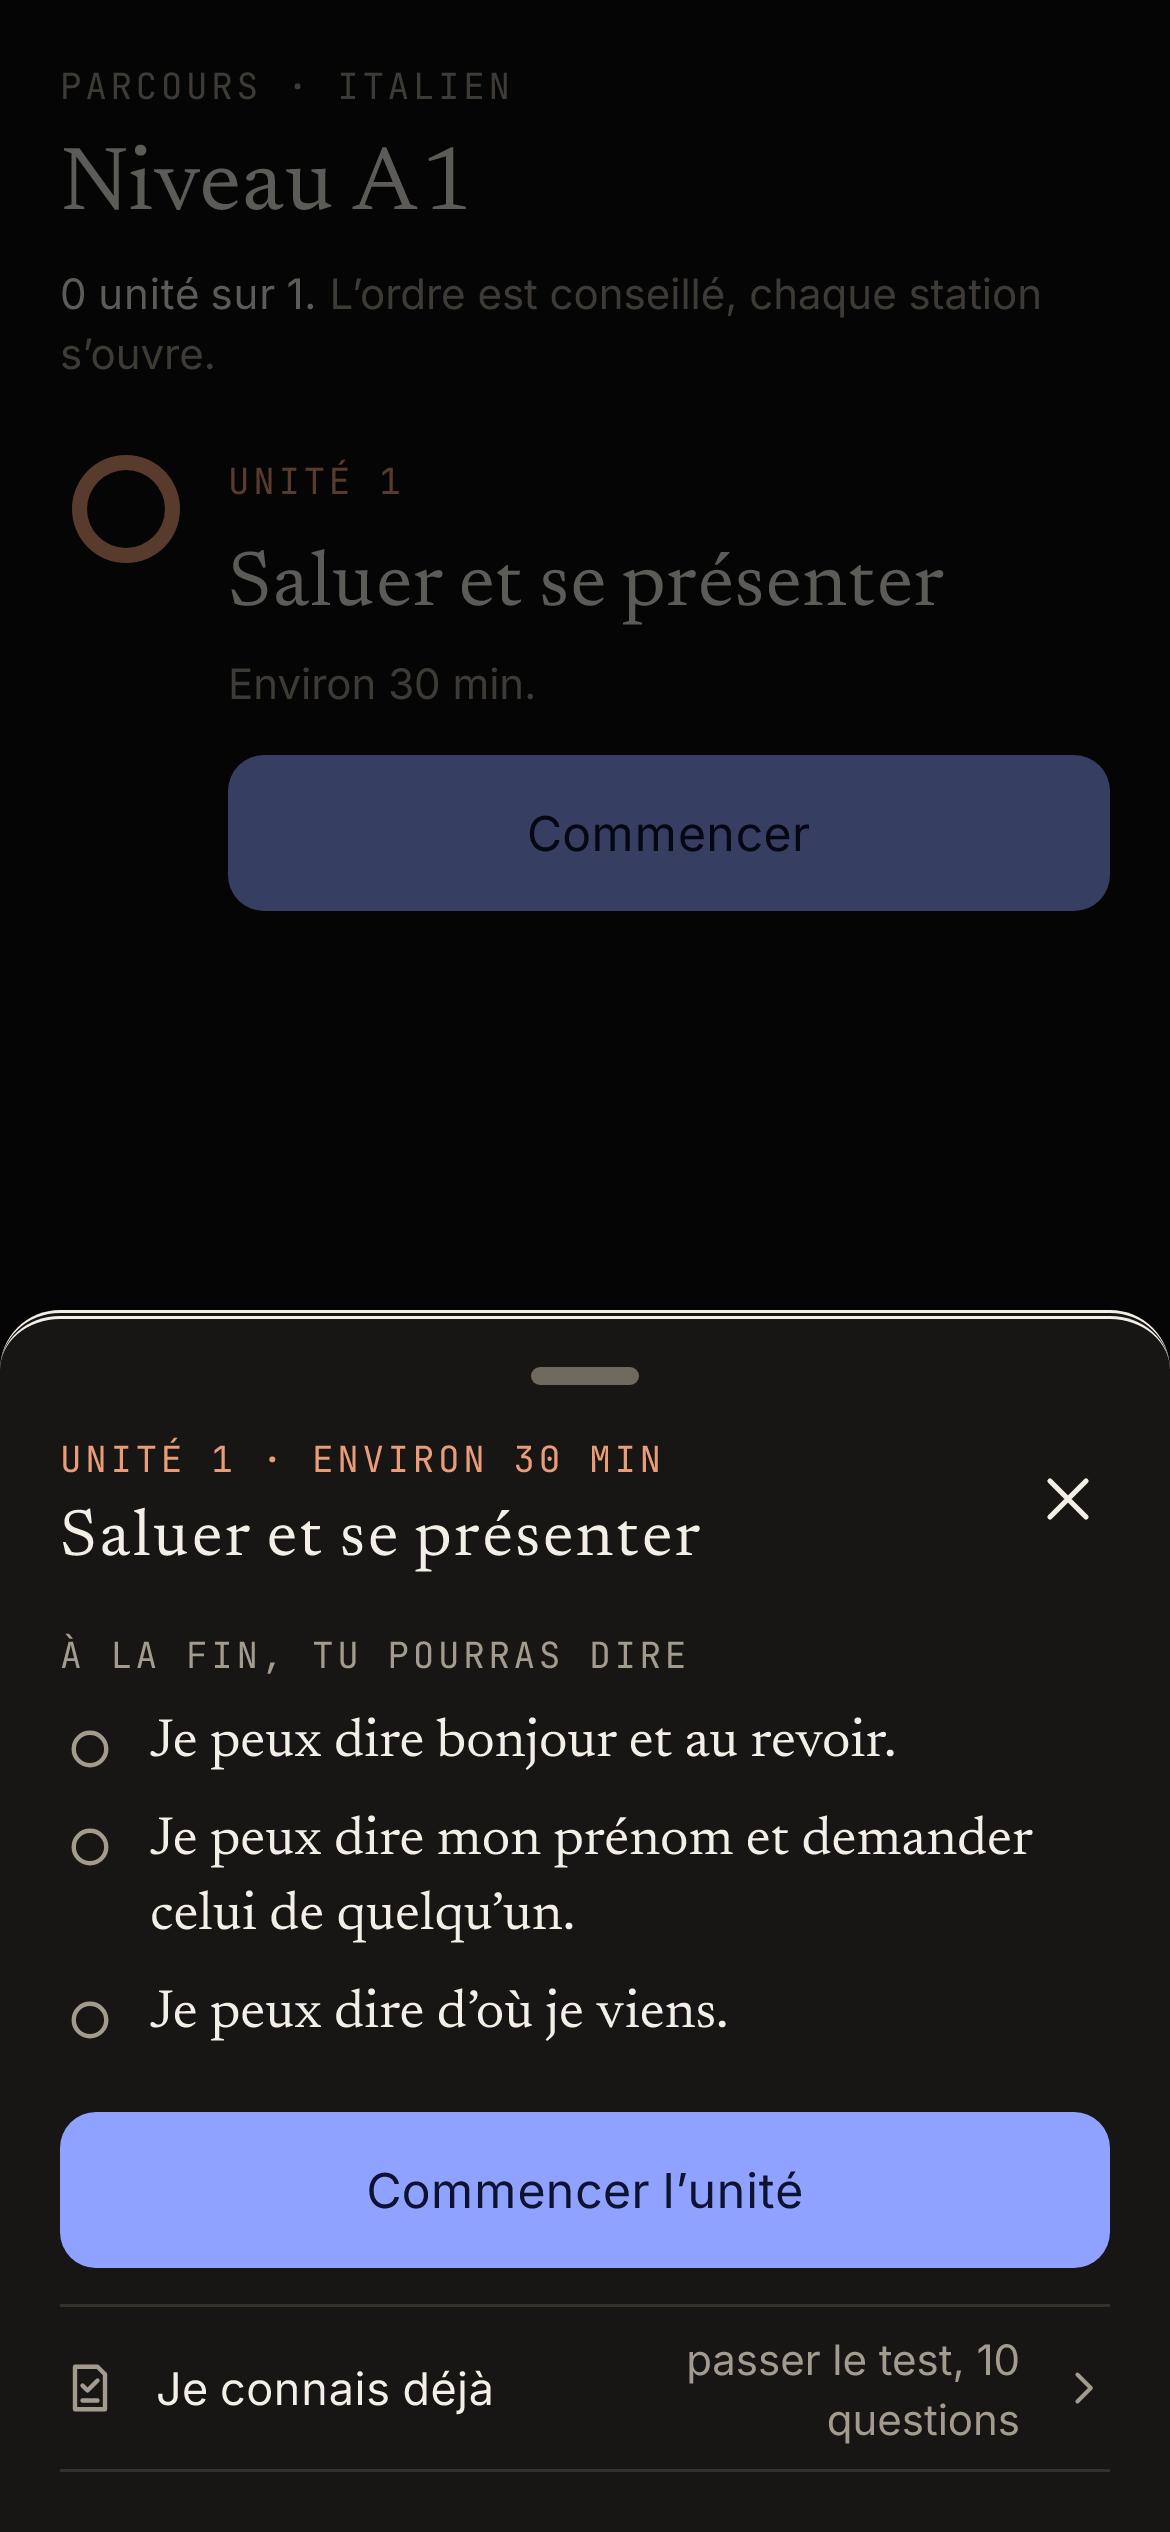 PARCOURS · ITALIEN
Niveau A1
0 unité sur 1. L’ordre est conseillé, chaque station
s’ouvre.
UNITÉ 1
Saluer et se présenter
Environ 30 min.
Commencer
UNITÉ 1 · ENVIRON 30 MIN
Saluer et se présenter
À LA FIN, TU POURRAS DIRE
Je peux dire bonjour et au revoir.
Je peux dire mon prénom et demander
celui de quelqu’un.
Je peux dire d’où je viens.
Commencer l’unité
Je connais déjà
passer le test, 10
questions